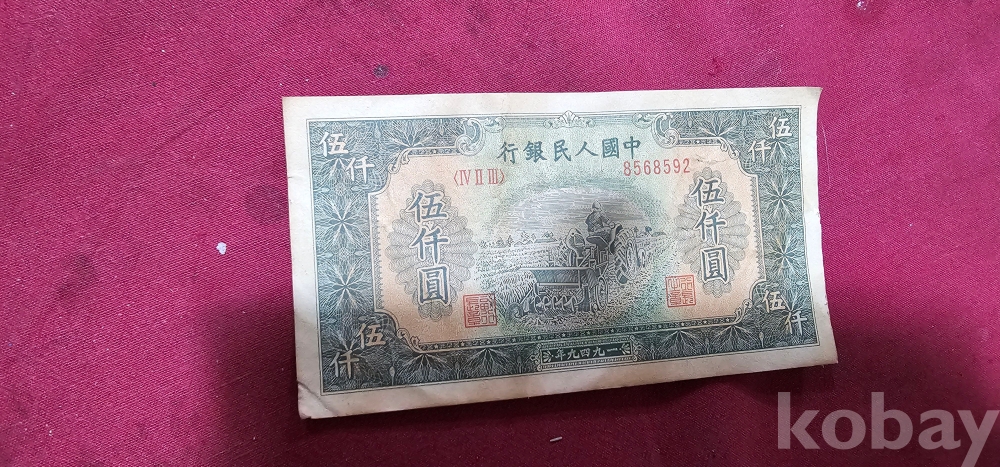 中國人民銀行
〈IV II III〉
8568592
伍仟圓
伍仟圓
伍仟
伍仟
伍仟
伍仟
一九四九年
kobay